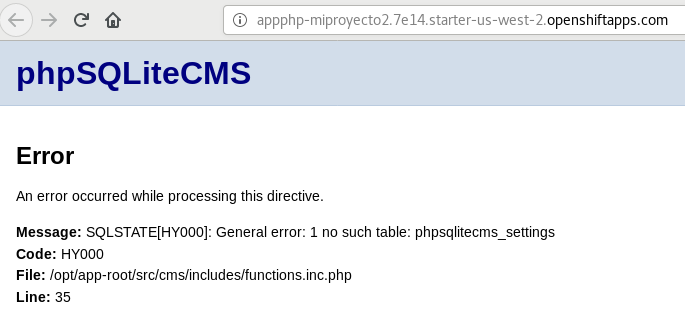 appphp-miproyecto2.7e14.starter-us-west-2.openshiftapps.com
phpSQLiteCMS
Error
An error occurred while processing this directive.
Message: SQLSTATE[HY000]: General error: 1 no such table: phpsqlitecms_settings
Code: HY000
File: /opt/app-root/src/cms/includes/functions.inc.php
Line: 35